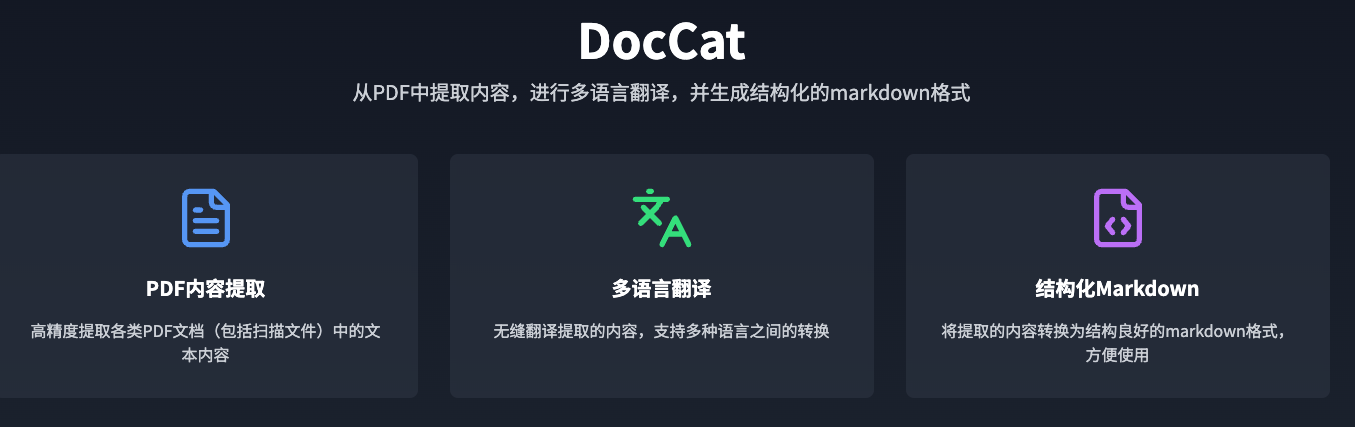 DocCat
从PDF中提取内容，进行多语言翻译，并生成结构化的markdown格式
PDF内容提取
高精度提取各类PDF文档（包括扫描文件）中的文
本内容
多语言翻译
无缝翻译提取的内容，支持多种语言之间的转换
结构化Markdown
将提取的内容转换为结构良好的markdown格式，
方便使用